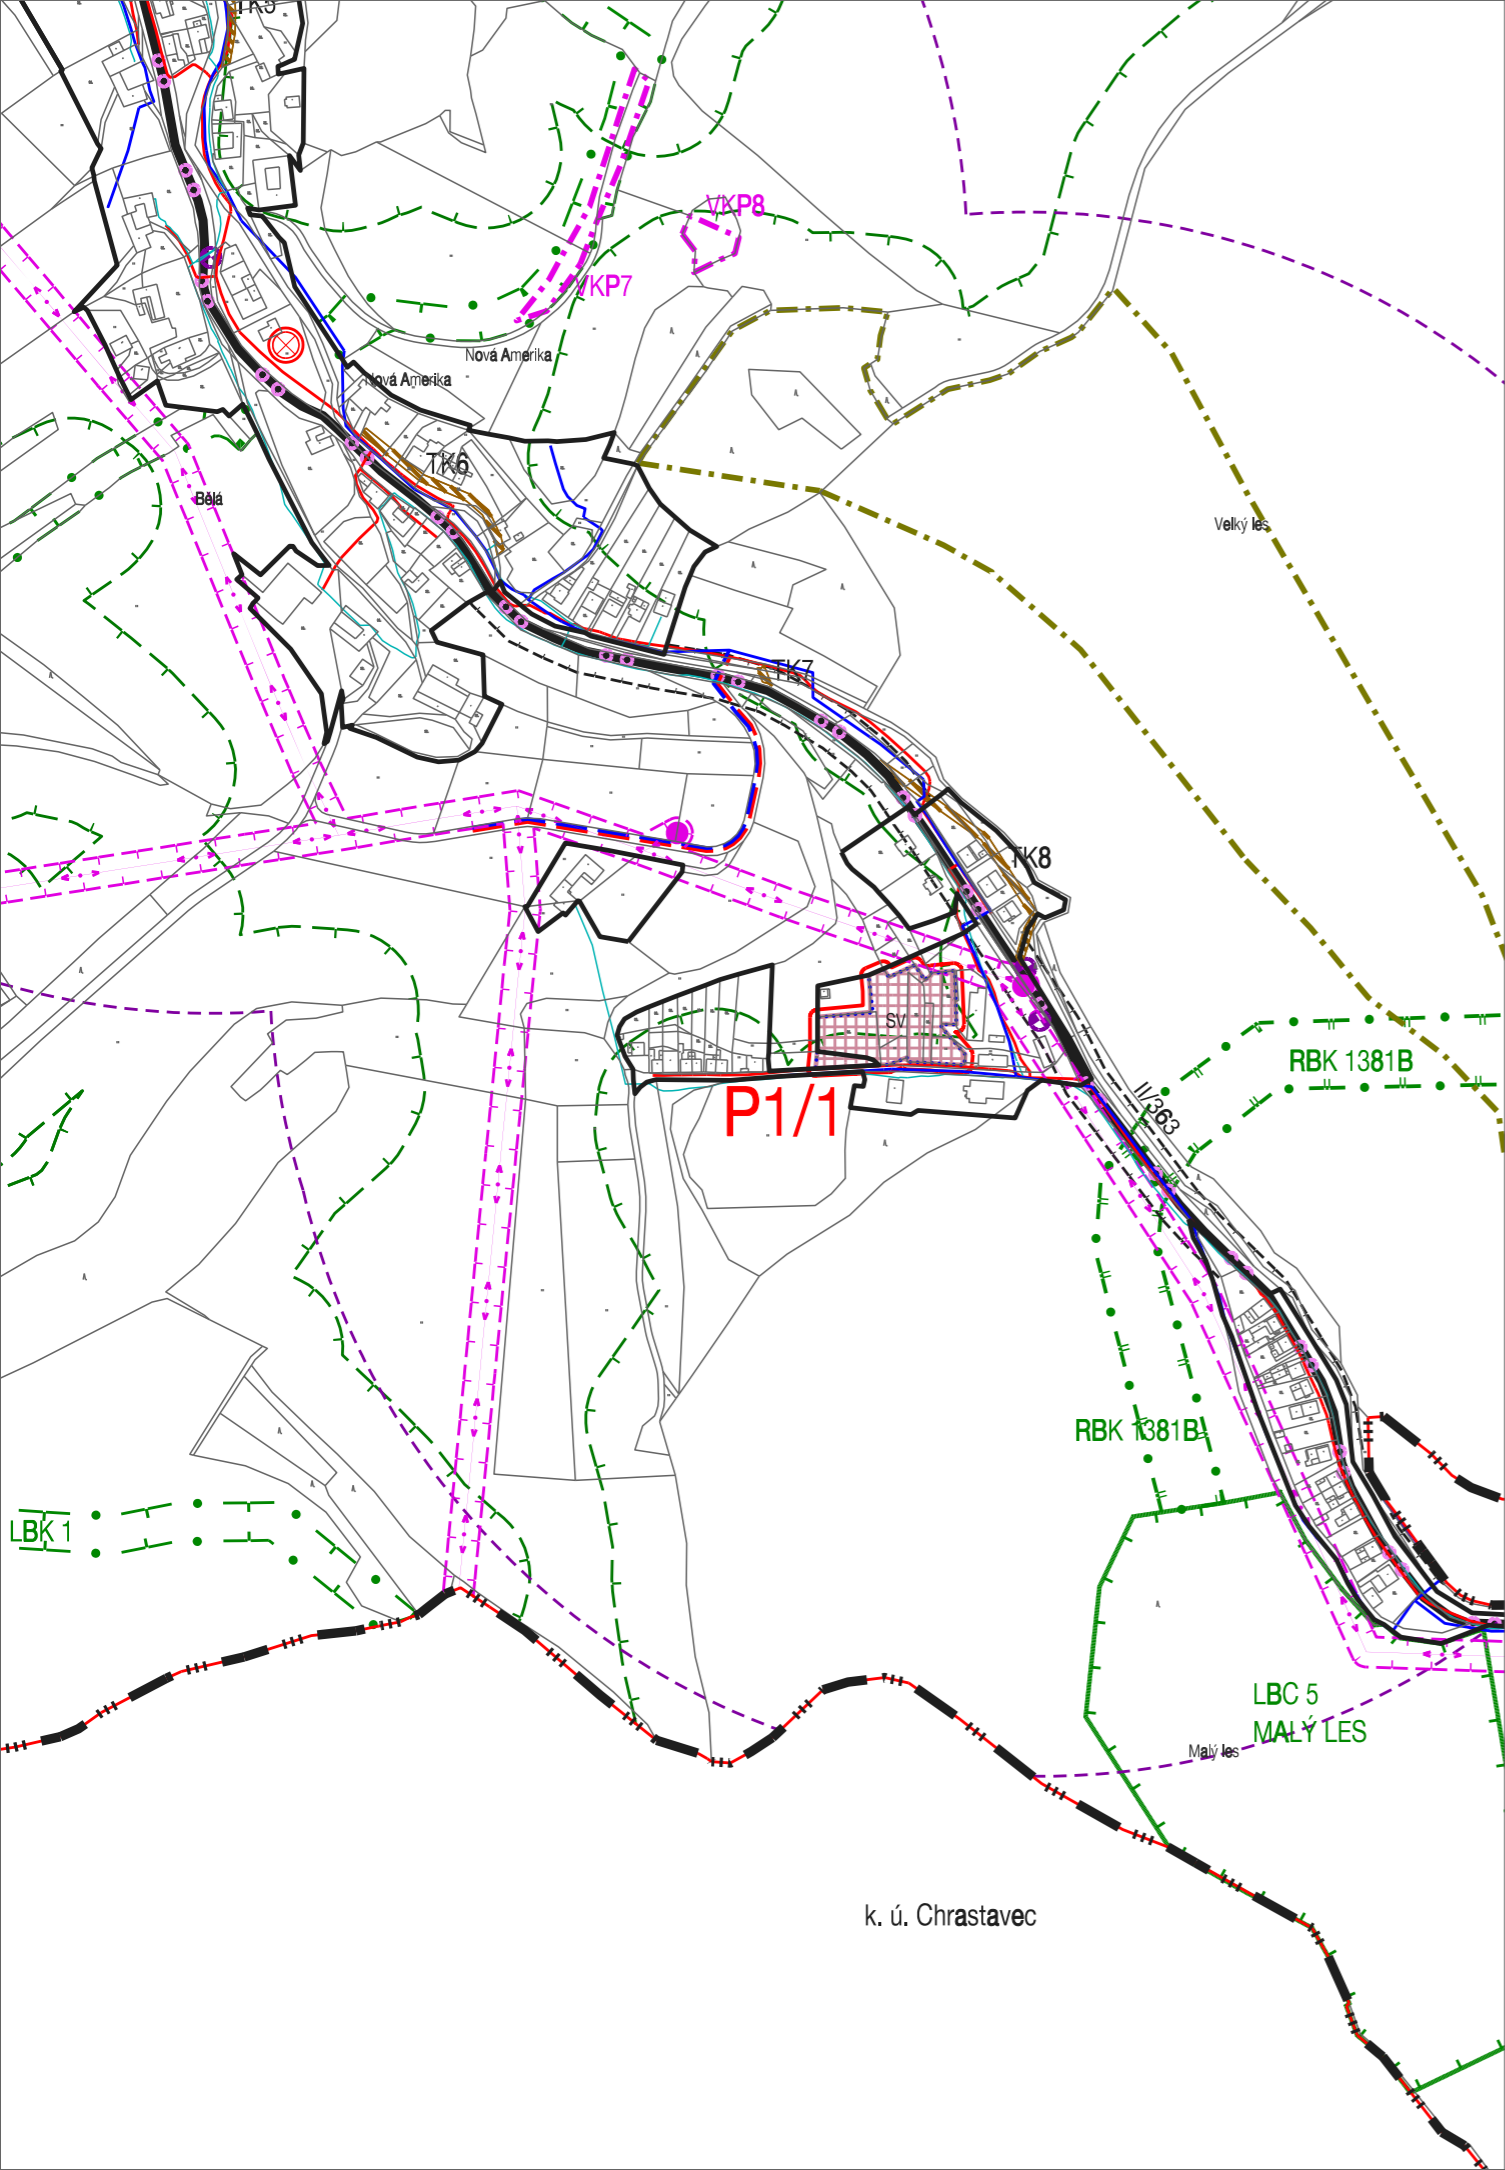 TK5
VKP8
VKP7
Nová Amerika
Nová Amerika
TK6
Bělá
Velký les
TK7
TK8
SV
RBK 1381B
P1/1
II/363
RBK 1381B
LBK 1
LBC 5
MALÝ LES
Malý les
k. ú. Chrastavec